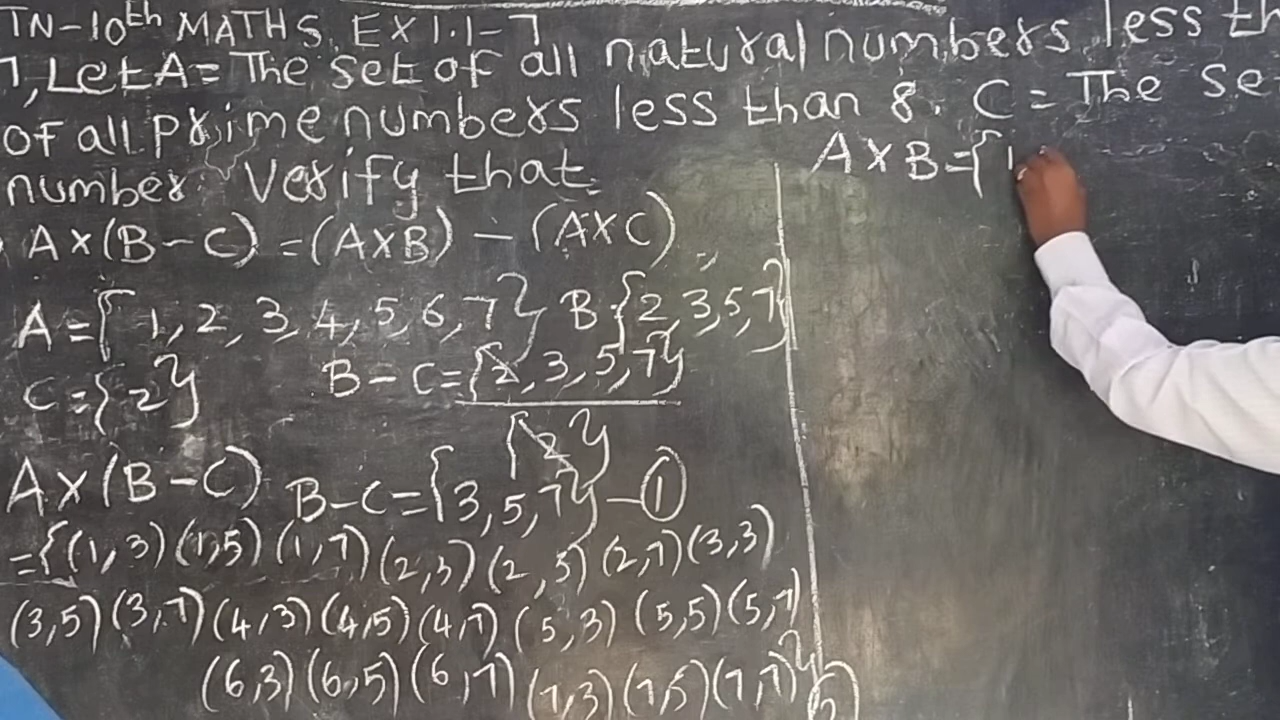 TN-10th MATHS. EX 1.1-7
7, Let A= The set of all natural numbers less th
of all prime numbers less than 8. C = The se
number. Verify that.
A×(B-C) = (A×B) - (A×C)
A={1,2,3,4,5,6,7} B {2,3,5,7}
C={2} B-C={2,3,5,7}
{2}
A×(B-C) B-C={3,5,7} -①
={(1,3)(1,5)(1,7)(2,3)(2,5)(2,7)(3,3)
(3,5)(3,7)(4,3)(4,5)(4,7)(5,3)(5,5)(5,7)
(6,3)(6,5)(6,7)(7,3)(7,5)(7,7)}
②
A×B={1